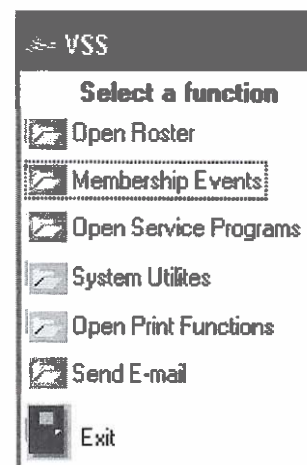 VSS
Select a function
Open Roster
Membership Events
Open Service Programs
System Utilites
Open Print Functions
Send E-mail
Exit